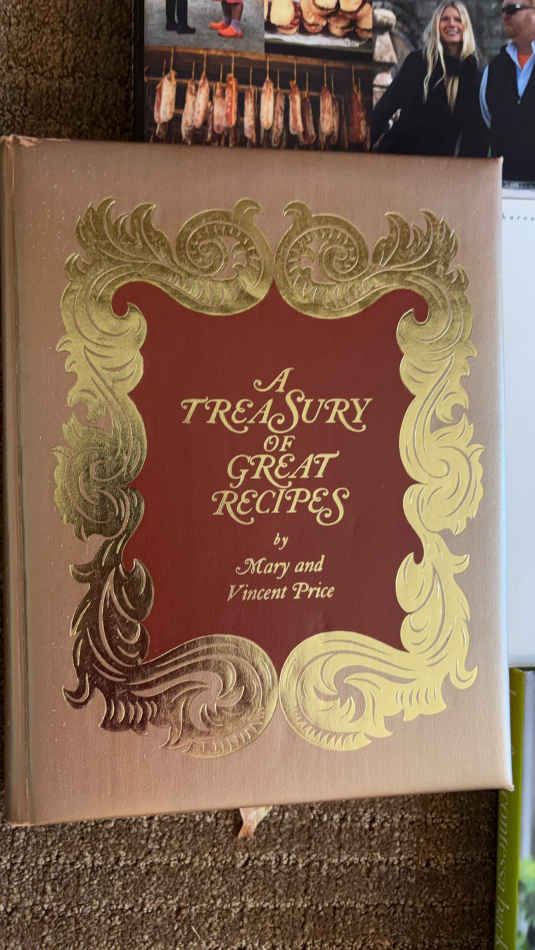 A
TREASURY
OF
GREAT
RECIPES
by
Mary and
Vincent Price